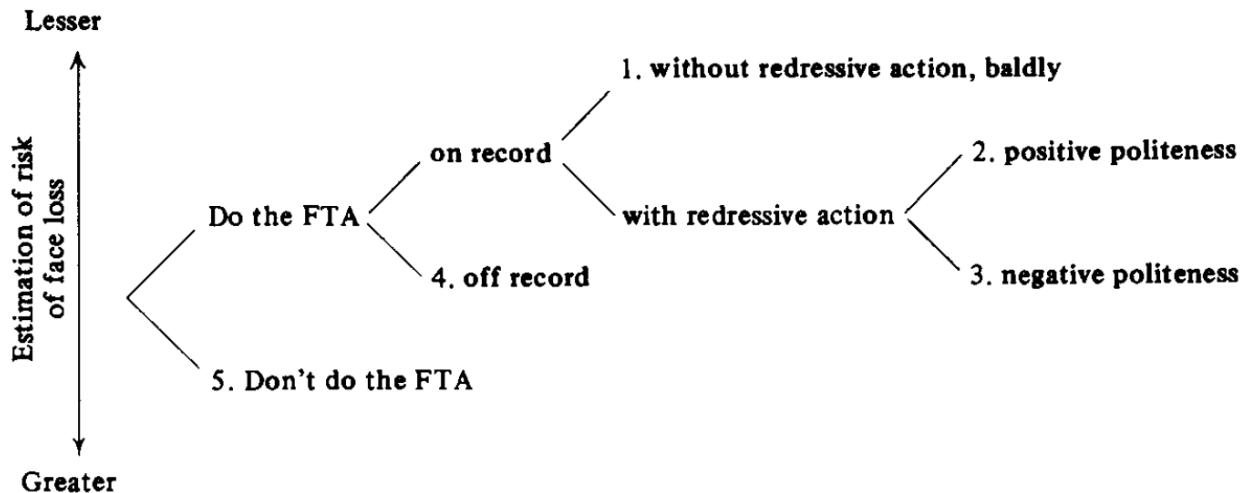 Lesser
Estimation of risk
of face loss
1. without redressive action, baldly
on record
2. positive politeness
Do the FTA
with redressive action
4. off record
3. negative politeness
5. Don't do the FTA
Greater